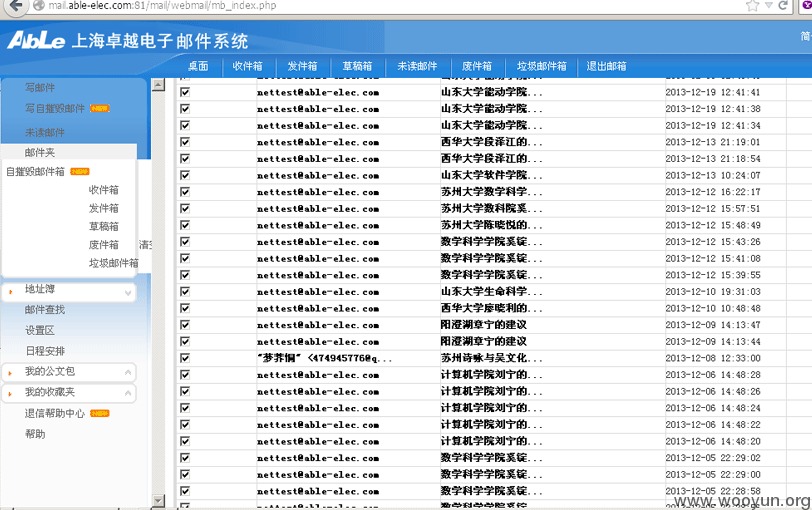 mail.able-elec.com:81/mail/webmail/mb_index.php
AbLe 上海卓越电子邮件系统
简
桌面 收件箱 发件箱 草稿箱 未读邮件 废件箱 垃圾邮件箱 退出邮箱
写邮件
写自摧毁邮件 NEW
未读邮件
邮件夹
自摧毁邮件箱 NEW
收件箱
发件箱
草稿箱
废件箱 清空
垃圾邮件箱
地址簿
邮件查找
设置区
日程安排
我的公文包
我的收藏夹
退信帮助中心 NEW
帮助
nettest@able-elec.com 山东大学能动学院... 2013-12-19 12:41:41
nettest@able-elec.com 山东大学能动学院... 2013-12-19 12:41:38
nettest@able-elec.com 山东大学能动学院... 2013-12-19 12:41:34
nettest@able-elec.com 西华大学段泽江的... 2013-12-13 21:19:01
nettest@able-elec.com 西华大学段泽江的... 2013-12-13 21:18:54
nettest@able-elec.com 山东大学软件学院... 2013-12-13 10:24:07
nettest@able-elec.com 苏州大学数学科学... 2013-12-12 16:22:17
nettest@able-elec.com 苏州大学数科院奚... 2013-12-12 15:57:51
nettest@able-elec.com 苏州大学陈晓悦的... 2013-12-12 15:48:49
nettest@able-elec.com 数学科学学院奚锭... 2013-12-12 15:43:26
nettest@able-elec.com 数学科学学院奚锭... 2013-12-12 15:41:08
nettest@able-elec.com 数学科学学院奚锭... 2013-12-12 15:39:55
nettest@able-elec.com 山东大学生命科学... 2013-12-10 19:31:03
nettest@able-elec.com 西华大学廖晓利的... 2013-12-10 10:48:48
nettest@able-elec.com 阳澄湖章宁的建议 2013-12-09 14:13:47
nettest@able-elec.com 阳澄湖章宁的建议 2013-12-09 14:13:44
"梦荞恫" <474945776@q... 苏州诗咏与吴文化... 2013-12-08 12:33:00
nettest@able-elec.com 计算机学院刘宁的... 2013-12-06 14:48:28
nettest@able-elec.com 计算机学院刘宁的... 2013-12-06 14:48:26
nettest@able-elec.com 计算机学院刘宁的... 2013-12-06 14:48:24
nettest@able-elec.com 计算机学院刘宁的... 2013-12-06 14:48:22
nettest@able-elec.com 计算机学院刘宁的... 2013-12-06 14:48:20
nettest@able-elec.com 数学科学学院奚锭... 2013-12-05 22:29:02
nettest@able-elec.com 数学科学学院奚锭... 2013-12-05 22:29:00
nettest@able-elec.com 数学科学学院奚锭... 2013-12-05 22:28:58
www.wooyun.org